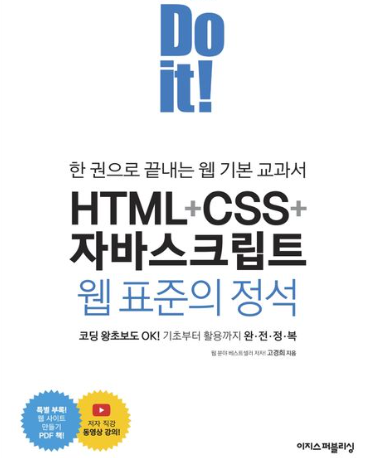 Do
it!
한 권으로 끝내는 웹 기본 교과서
HTML+CSS+
자바스크립트
웹 표준의 정석
코딩 왕초보도 OK! 기초부터 활용까지 완·전·정·복
웹 분야 베스트셀러 저자! 고경희 지음
특별 부록!
웹 사이트
만들기
PDF 책!
저자 직강
동영상 강의!
이지스퍼블리싱